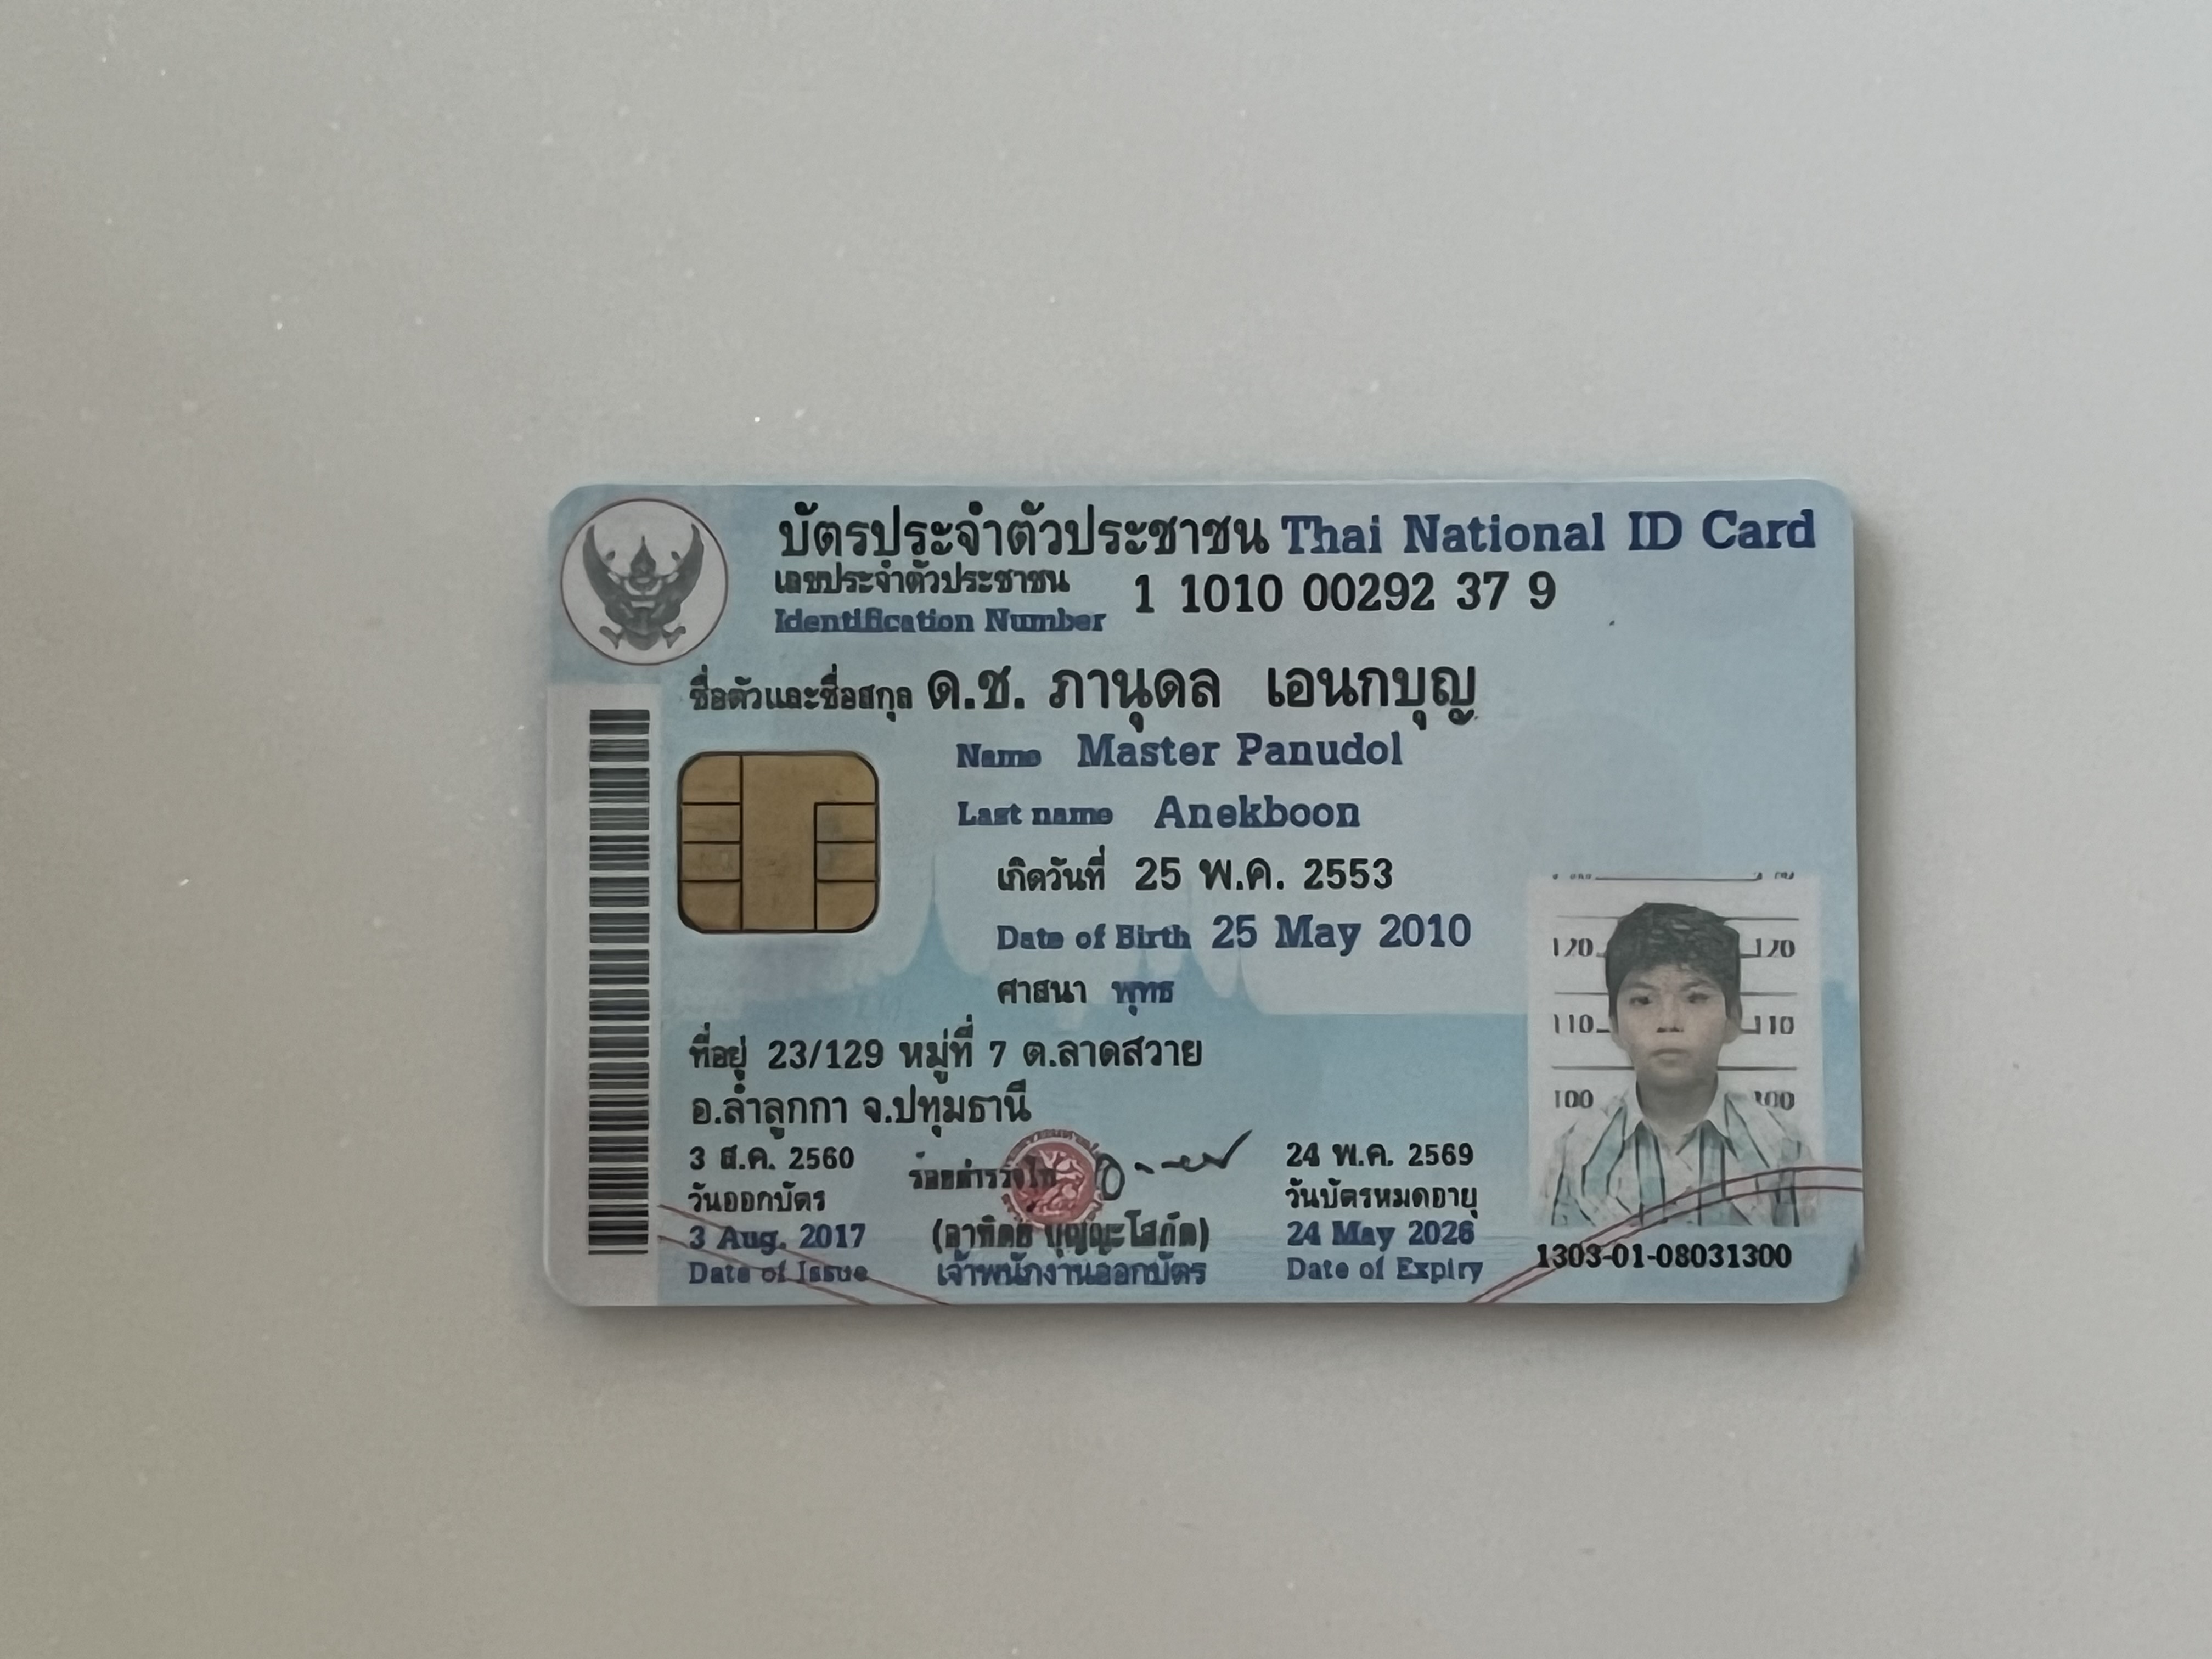 บัตรประจำตัวประชาชน Thai National ID Card
เลขประจำตัวประชาชน
Identification Number
1 1010 00292 37 9
ชื่อตัวและชื่อสกุล ด.ช. ภานุดล เอนกบุญ
Name Master Panudol
Last name Anekboon
เกิดวันที่ 25 พ.ค. 2553
Date of Birth 25 May 2010
ศาสนา พุทธ
ที่อยู่ 23/129 หมู่ที่ 7 ต.ลาดสวาย
อ.ลำลูกกา จ.ปทุมธานี
3 ส.ค. 2560
วันออกบัตร
3 Aug. 2017
Date of Issue
ร้อยตำรวจโท
เจ้าพนักงานออกบัตร
24 พ.ค. 2569
วันบัตรหมดอายุ
24 May 2026
Date of Expiry
120 120
110 110
100 100
1303-01-08031300